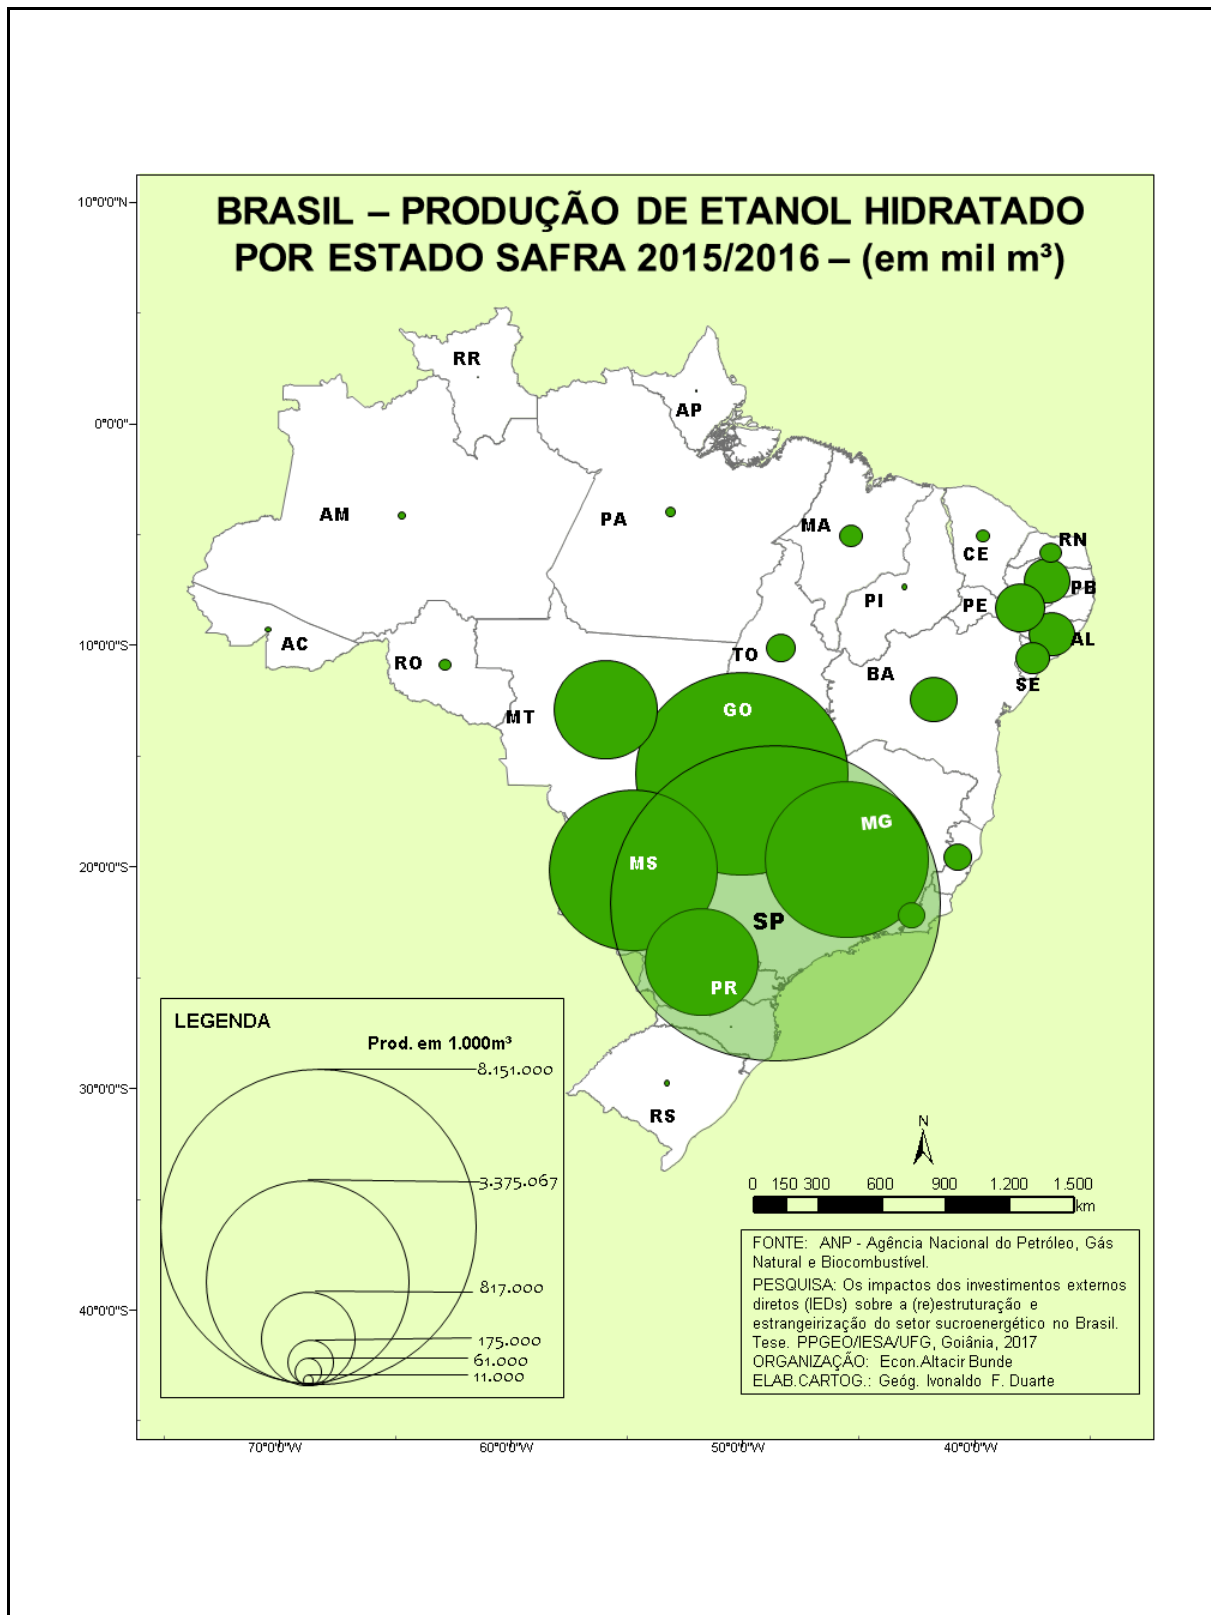 BRASIL – PRODUÇÃO DE ETANOL HIDRATADO
POR ESTADO SAFRA 2015/2016 – (em mil m³)
10°0'0"N
0°0'0"
10°0'0"S
20°0'0"S
30°0'0"S
40°0'0"S
RR
AP
AM
PA
MA
CE
RN
PB
PI
PE
AL
AC
RO
TO
BA
SE
MT
GO
MG
MS
SP
PR
RS
LEGENDA
Prod. em 1.000m³
8.151.000
3.375.067
817.000
175.000
61.000
11.000
N
0 150 300 600 900 1.200 1.500
km
FONTE: ANP - Agência Nacional do Petróleo, Gás
Natural e Biocombustível.
PESQUISA: Os impactos dos investimentos externos
diretos (IEDs) sobre a (re)estruturação e
estrangeirização do setor sucroenergético no Brasil.
Tese. PPGEO/IESA/UFG, Goiânia, 2017
ORGANIZAÇÃO: Econ.Altacir Bunde
ELAB.CARTOG.: Geóg. Ivonaldo F. Duarte
70°0'0"W
60°0'0"W
50°0'0"W
40°0'0"W